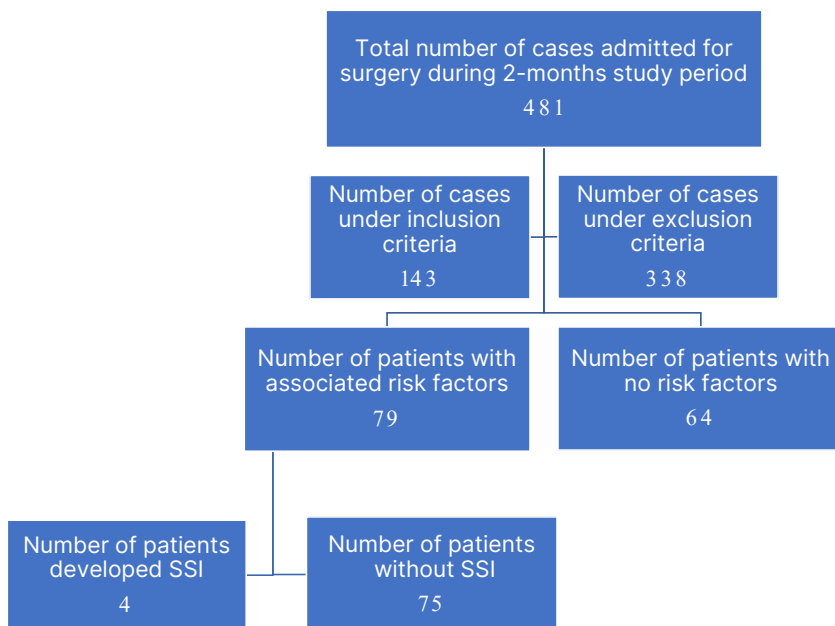 Total number of cases admitted for
surgery during 2-months study period
481
Number of cases
under inclusion
criteria
143
Number of cases
under exclusion
criteria
338
Number of patients with
associated risk factors
79
Number of patients with
no risk factors
64
Number of patients
developed SSI
4
Number of patients
without SSI
75